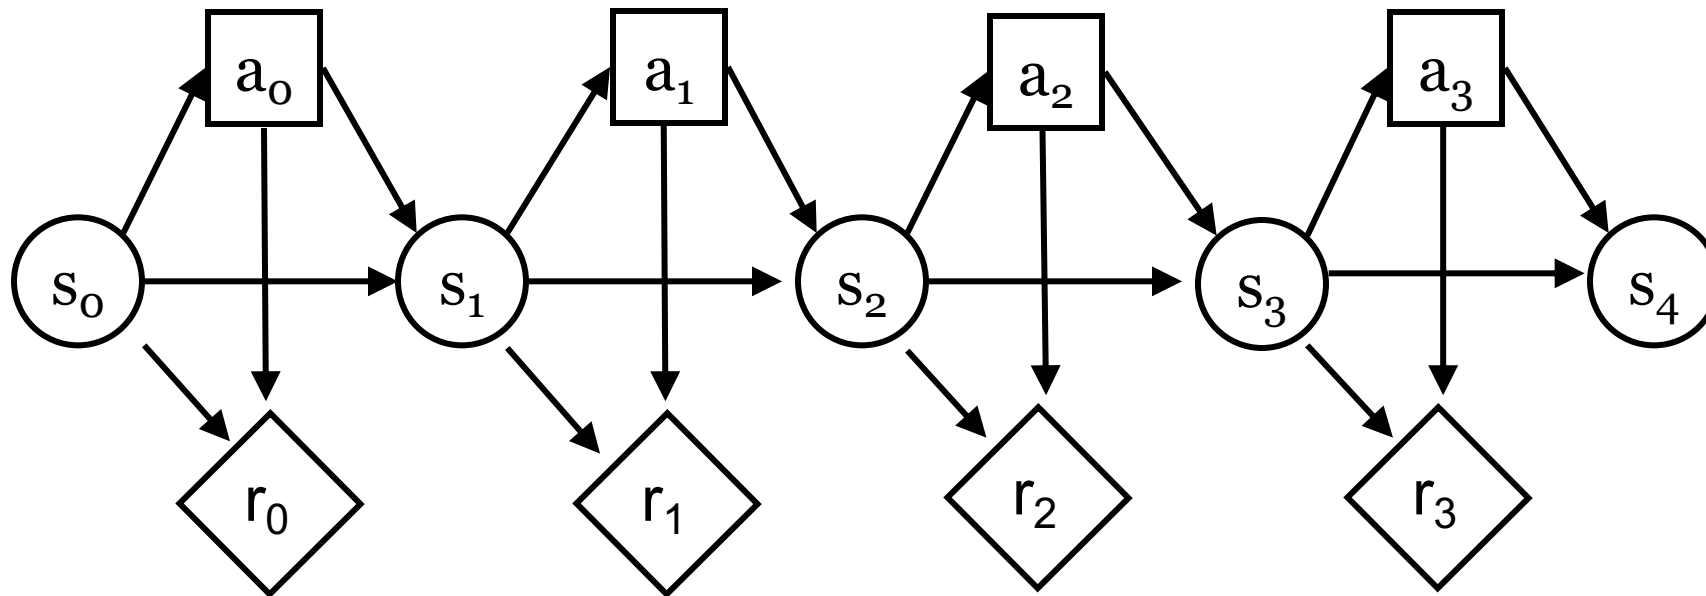 a₀ a₁ a₂ a₃
s₀ s₁ s₂ s₃ s₄
r₀ r₁ r₂ r₃